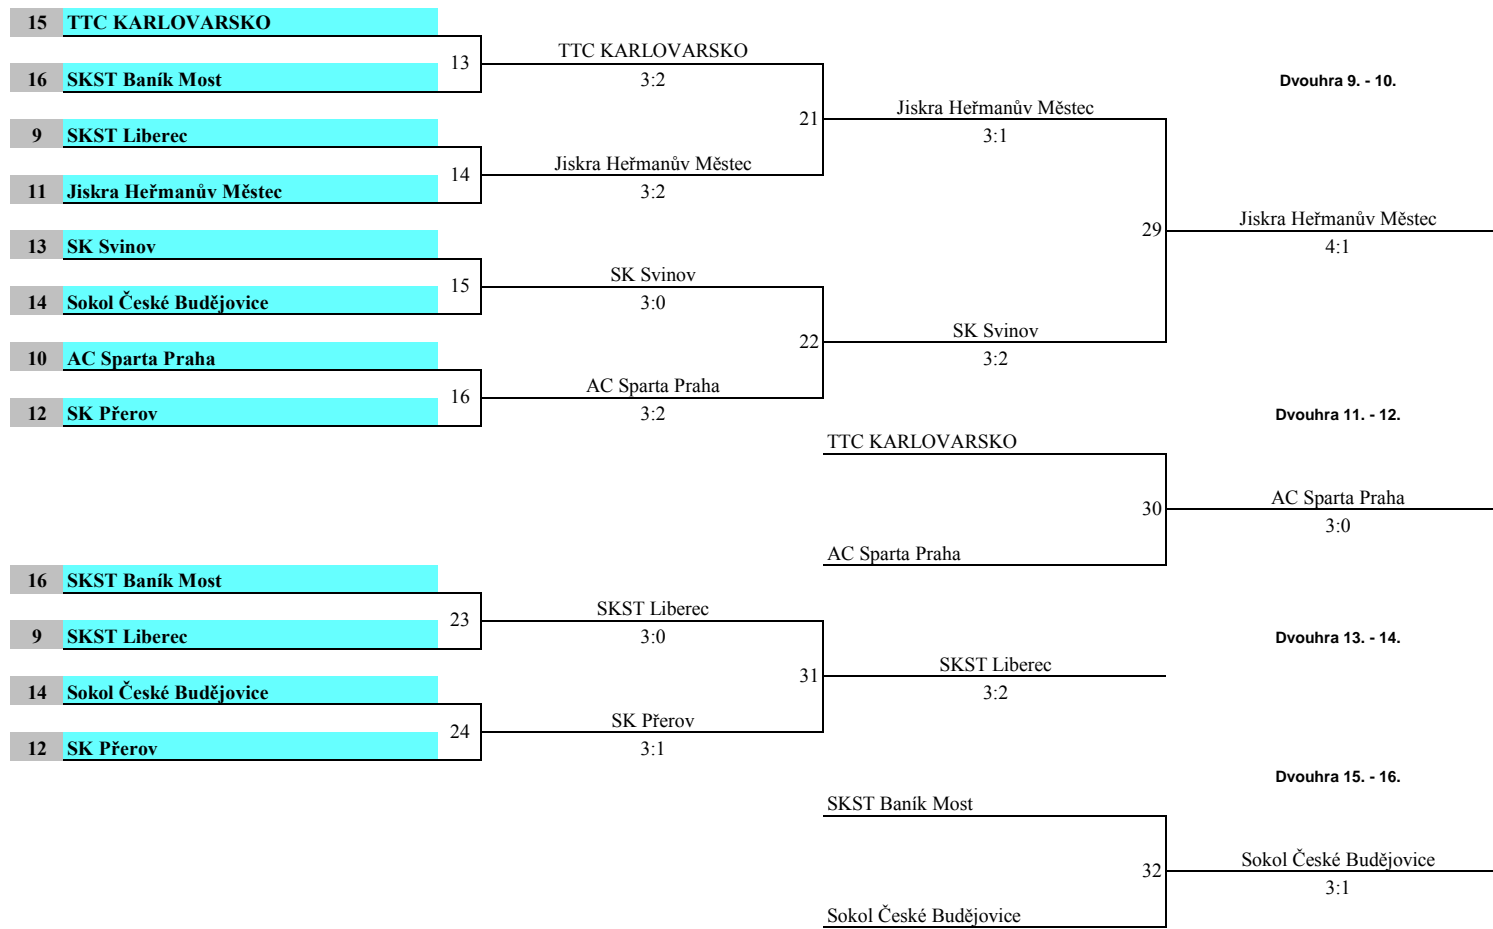 15 TTC KARLOVARSKO
13 TTC KARLOVARSKO
16 SKST Baník Most 3:2 Dvouhra 9. - 10.
21 Jiskra Heřmanův Městec
9 SKST Liberec 3:1
14 Jiskra Heřmanův Městec
11 Jiskra Heřmanův Městec 3:2
29 Jiskra Heřmanův Městec
13 SK Svinov 4:1
15 SK Svinov
14 Sokol České Budějovice 3:0
22 SK Svinov
10 AC Sparta Praha 3:2
16 AC Sparta Praha
12 SK Přerov 3:2 Dvouhra 11. - 12.
TTC KARLOVARSKO
30 AC Sparta Praha
3:0
AC Sparta Praha
16 SKST Baník Most
23 SKST Liberec
9 SKST Liberec 3:0 Dvouhra 13. - 14.
31 SKST Liberec
14 Sokol České Budějovice 3:2
24 SK Přerov
12 SK Přerov 3:1
Dvouhra 15. - 16.
SKST Baník Most
32 Sokol České Budějovice
3:1
Sokol České Budějovice